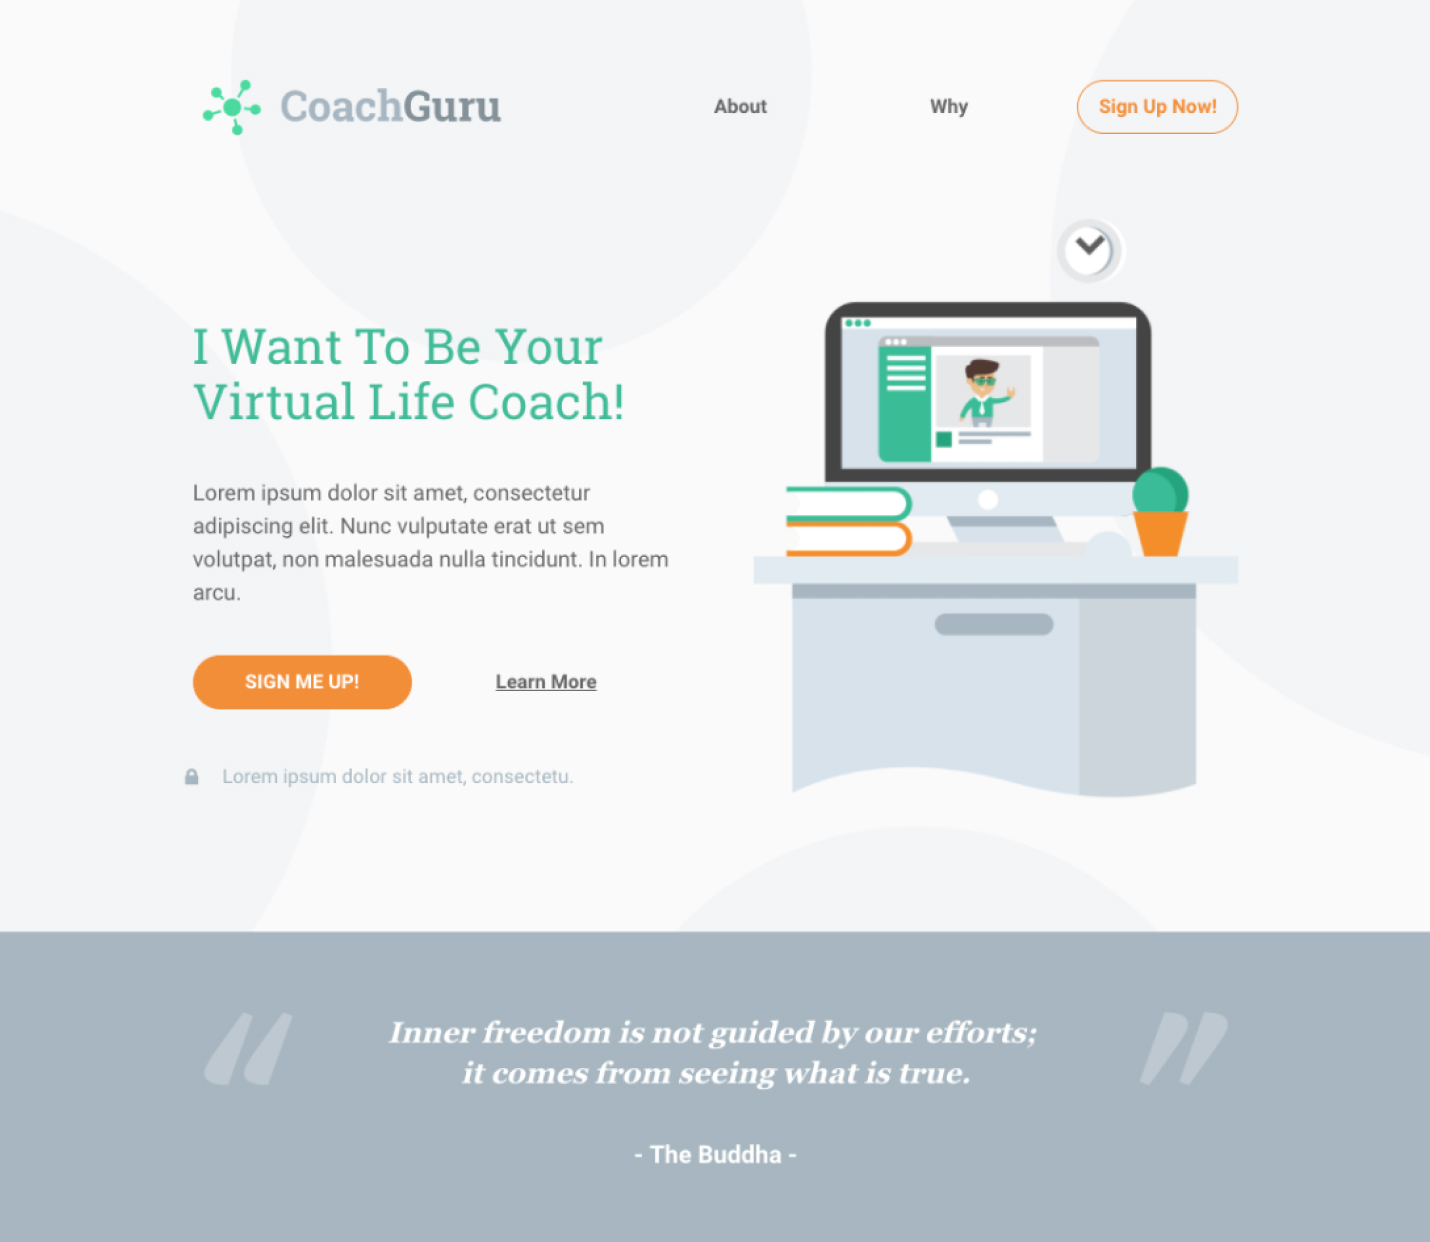 CoachGuru
About
Why
Sign Up Now!
I Want To Be Your
Virtual Life Coach!
Lorem ipsum dolor sit amet, consectetur
adipiscing elit. Nunc vulputate erat ut sem
volutpat, non malesuada nulla tincidunt. In lorem
arcu.
SIGN ME UP!
Learn More
Lorem ipsum dolor sit amet, consectetu.
“ Inner freedom is not guided by our efforts; ”
it comes from seeing what is true.
- The Buddha -